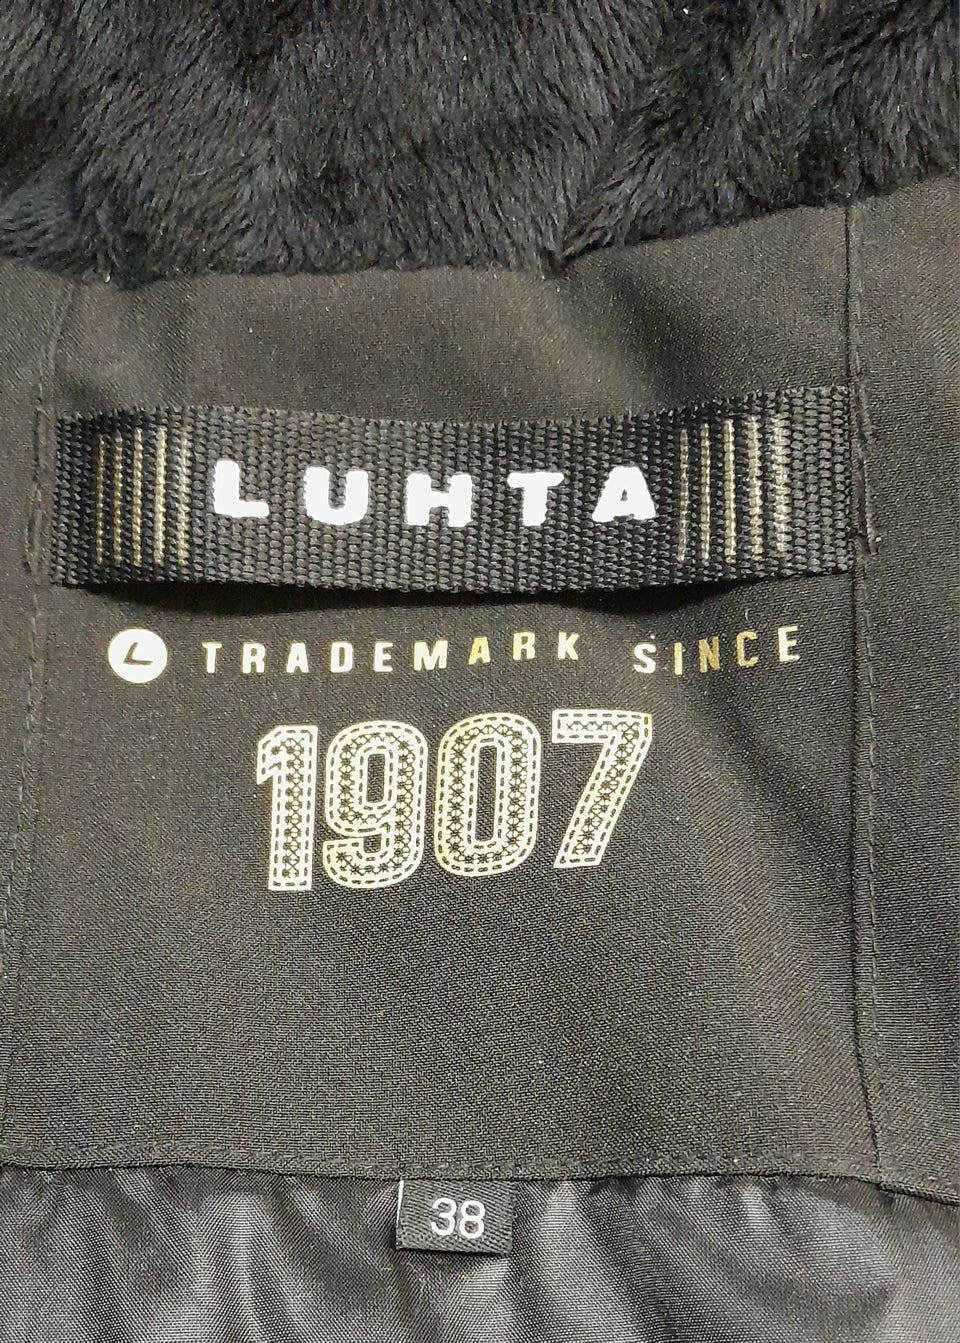 LUHTA
L TRADEMARK SINCE
1907
38